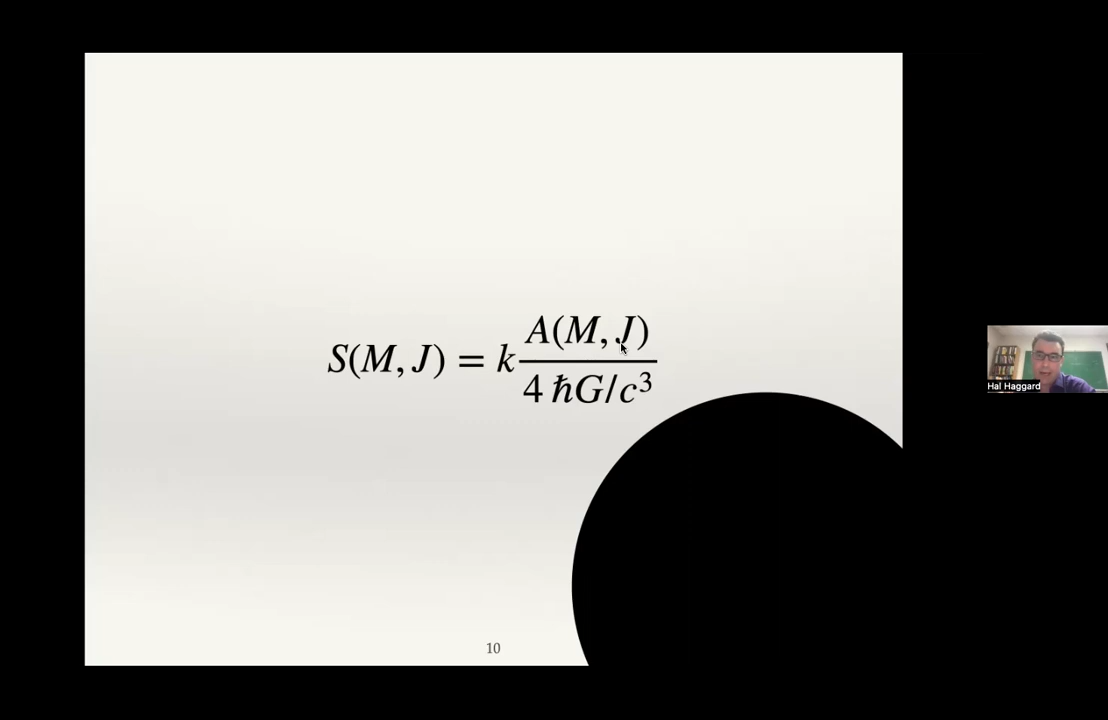 S(M, J) = k A(M, J) / 4 ħG/c³
Hal Haggard
10